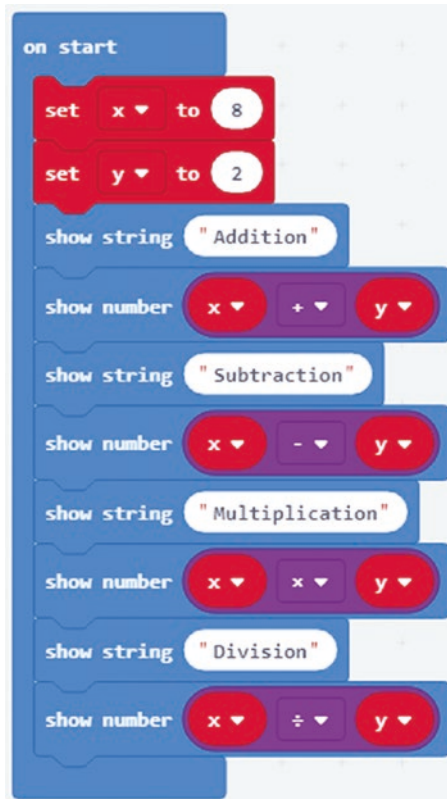 on start
set x to 8
set y to 2
show string "Addition"
show number x + y
show string "Subtraction"
show number x - y
show string "Multiplication"
show number x × y
show string "Division"
show number x ÷ y